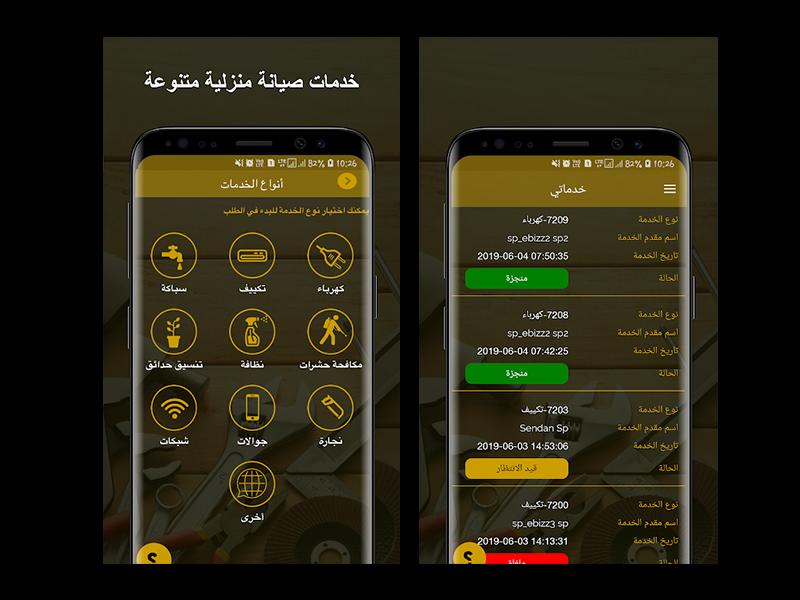 خدمات صيانة منزلية متنوعة
82% 10:26
أنواع الخدمات
يمكنك اختيار نوع الخدمة للبدء في الطلب
كهرباء
تكييف
سباكة
مكافحة حشرات
نظافة
تنسيق حدائق
نجارة
جوالات
شبكات
أخرى
؟
82% 10:26
خدماتي
نوع الخدمة 7209-كهرباء
اسم مقدم الخدمة sp_ebizz2 sp2
تاريخ الخدمة 2019-06-04 07:50:35
الحالة منجزة
نوع الخدمة 7208-كهرباء
اسم مقدم الخدمة sp_ebizz2 sp2
تاريخ الخدمة 2019-06-04 07:42:25
الحالة منجزة
نوع الخدمة 7203-تكييف
اسم مقدم الخدمة Sendan Sp
تاريخ الخدمة 2019-06-03 14:53:06
الحالة قيد الانتظار
نوع الخدمة 7200-تكييف
اسم مقدم الخدمة sp_ebizz3 sp
تاريخ الخدمة 2019-06-03 14:13:31
الحالة
؟